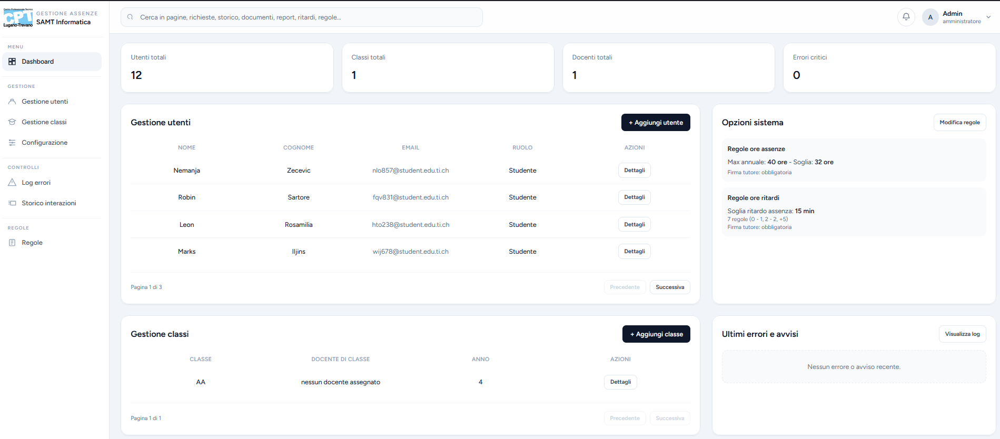 Centro Professionale Tecnico
CPT
Lugano-Trevano
GESTIONE ASSENZE
SAMT Informatica
Cerca in pagine, richieste, storico, documenti, report, ritardi, regole...
A
Admin
amministratore
MENU
Dashboard
GESTIONE
Gestione utenti
Gestione classi
Configurazione
CONTROLLI
Log errori
Storico interazioni
REGOLE
Regole
Utenti totali
12
Classi totali
1
Docenti totali
1
Errori critici
0
Gestione utenti
+ Aggiungi utente
NOME COGNOME EMAIL RUOLO AZIONI
Nemanja Zecevic nlo857@student.edu.ti.ch Studente Dettagli
Robin Sartore fqv831@student.edu.ti.ch Studente Dettagli
Leon Rosamilia hto238@student.edu.ti.ch Studente Dettagli
Marks Iljins wij678@student.edu.ti.ch Studente Dettagli
Pagina 1 di 3
Precedente Successiva
Opzioni sistema
Modifica regole
Regole ore assenze
Max annuale: 40 ore - Soglia: 32 ore
Firma tutore: obbligatoria
Regole ore ritardi
Soglia ritardo assenza: 15 min
7 regole (0 - 1, 2 - 2, +5)
Firma tutore: obbligatoria
Gestione classi
+ Aggiungi classe
CLASSE DOCENTE DI CLASSE ANNO AZIONI
AA nessun docente assegnato 4 Dettagli
Pagina 1 di 1
Precedente Successiva
Ultimi errori e avvisi
Visualizza log
Nessun errore o avviso recente.